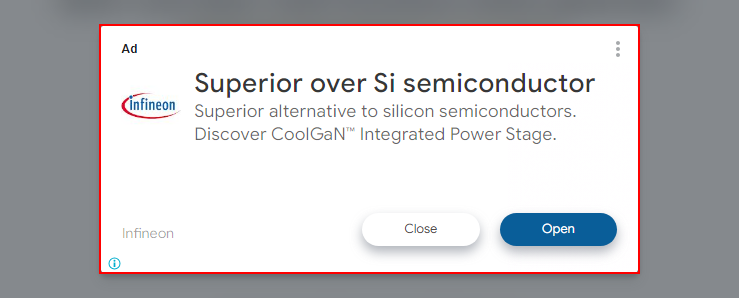 Ad
infineon
Superior over Si semiconductor
Superior alternative to silicon semiconductors.
Discover CoolGaN™ Integrated Power Stage.
Infineon
Close
Open